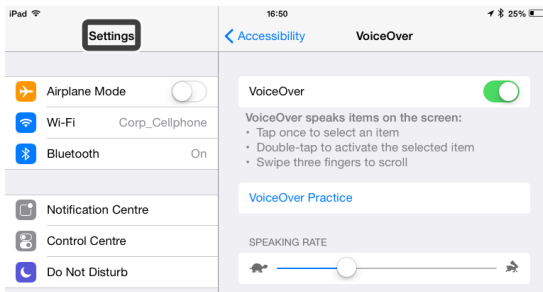 iPad 16:50 25%
Settings
Accessibility VoiceOver
Airplane Mode
Wi-Fi Corp_Cellphone
Bluetooth On
Notification Centre
Control Centre
Do Not Disturb
VoiceOver
VoiceOver speaks items on the screen:
• Tap once to select an item
• Double-tap to activate the selected item
• Swipe three fingers to scroll
VoiceOver Practice
SPEAKING RATE